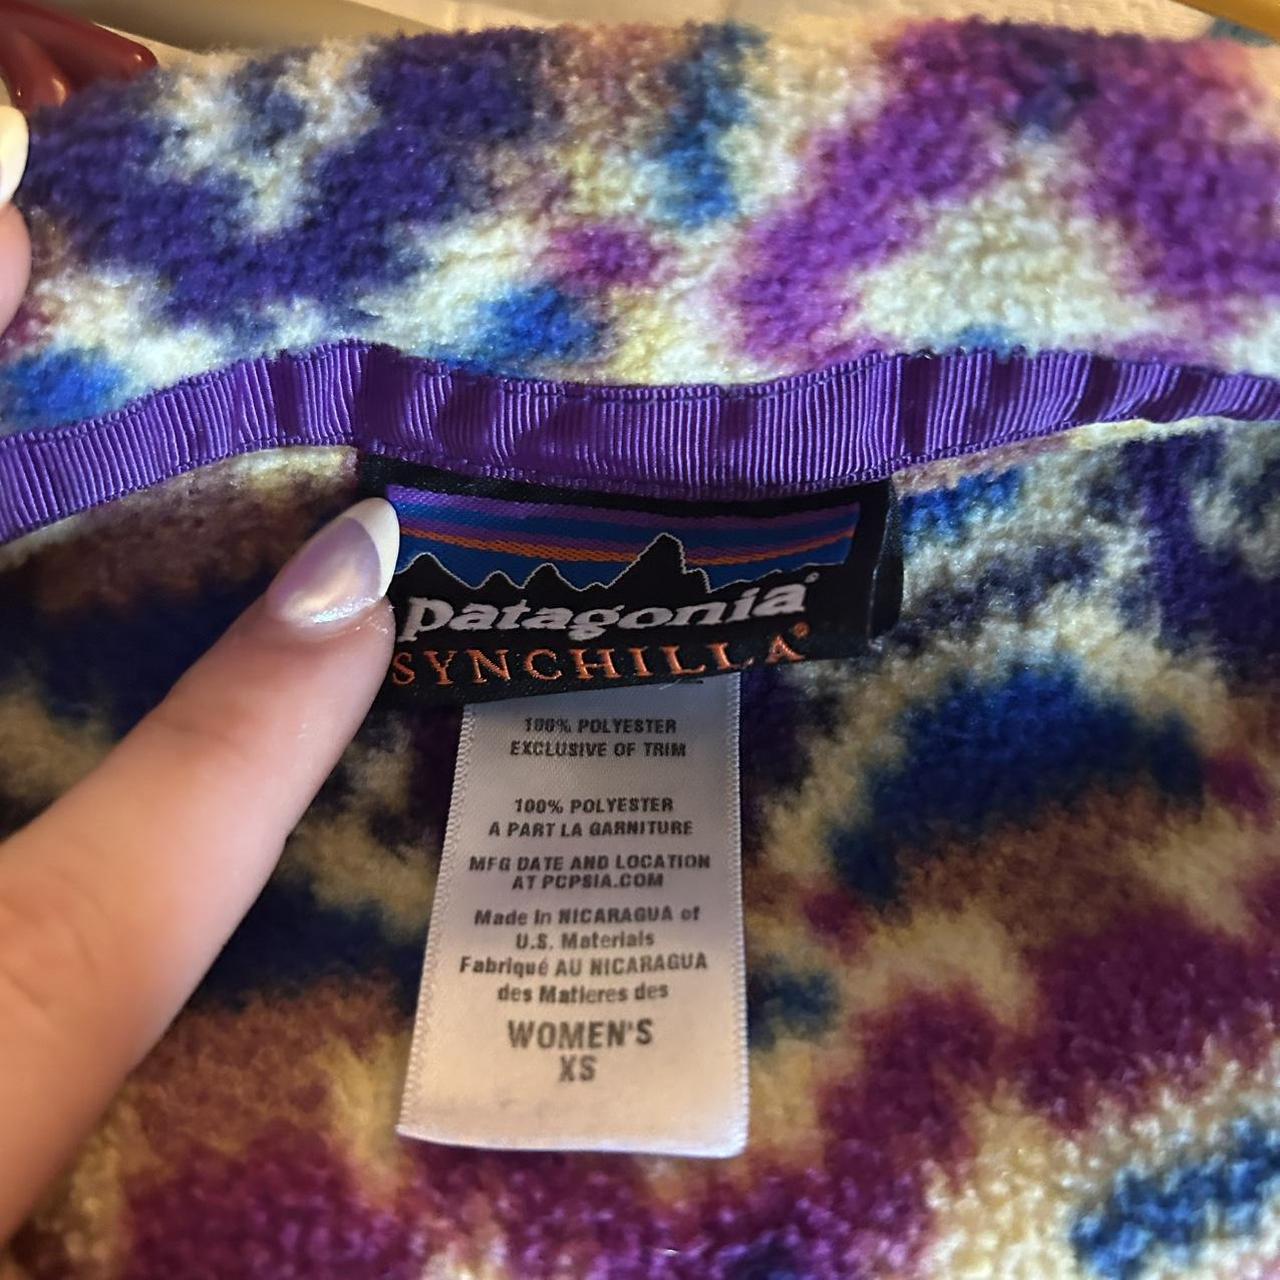 patagonia®
SYNCHILLA®
100% POLYESTER
EXCLUSIVE OF TRIM
100% POLYESTER
A PART LA GARNITURE
MFG DATE AND LOCATION
AT PCPSIA.COM
Made in NICARAGUA of
U.S. Materials
Fabriqué AU NICARAGUA
des Matieres des
WOMEN'S
XS